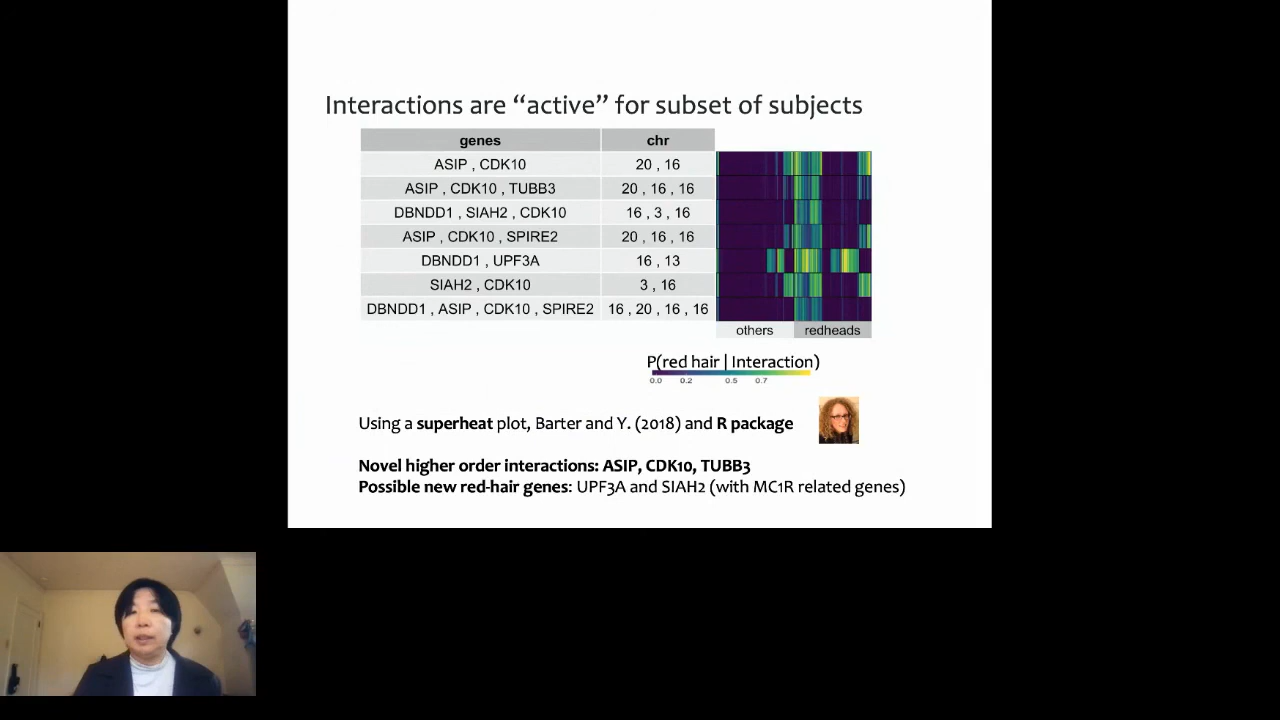 Interactions are “active” for subset of subjects
genes chr
ASIP , CDK10 20 , 16
ASIP , CDK10 , TUBB3 20 , 16 , 16
DBNDD1 , SIAH2 , CDK10 16 , 3 , 16
ASIP , CDK10 , SPIRE2 20 , 16 , 16
DBNDD1 , UPF3A 16 , 13
SIAH2 , CDK10 3 , 16
DBNDD1 , ASIP , CDK10 , SPIRE2 16 , 20 , 16 , 16
others redheads
P(red hair | Interaction)
0.0 0.2 0.5 0.7
Using a superheat plot, Barter and Y. (2018) and R package
Novel higher order interactions: ASIP, CDK10, TUBB3
Possible new red-hair genes: UPF3A and SIAH2 (with MC1R related genes)